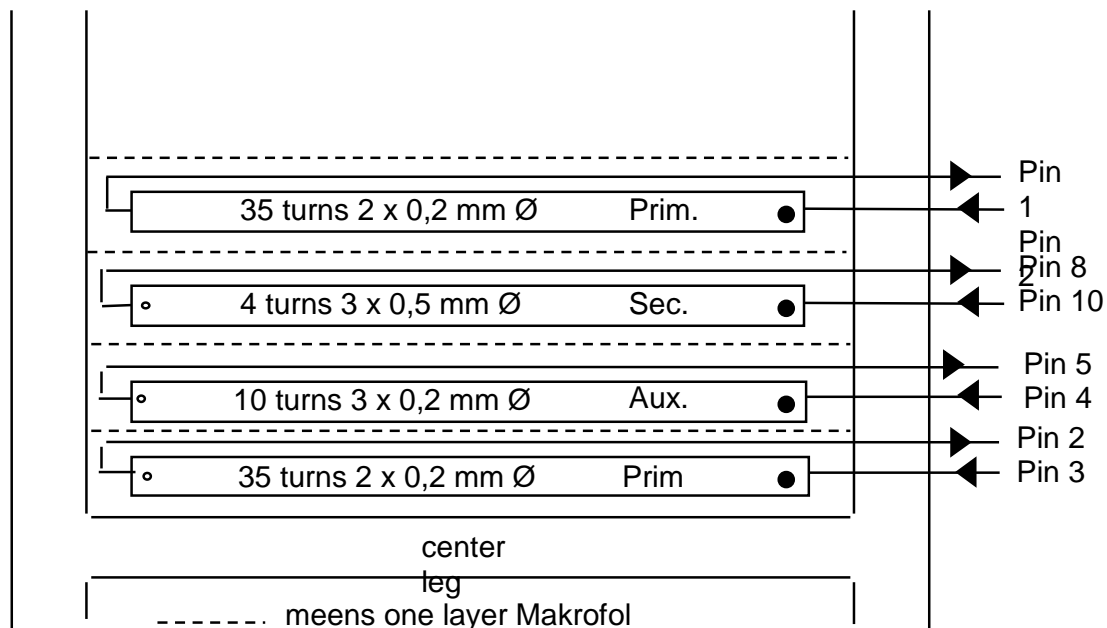 35 turns 2 x 0,2 mm Ø Prim.
Pin
1
Pin
2
4 turns 3 x 0,5 mm Ø Sec.
Pin 8
Pin 10
10 turns 3 x 0,2 mm Ø Aux.
Pin 5
Pin 4
35 turns 2 x 0,2 mm Ø Prim
Pin 2
Pin 3
center
leg
meens one layer Makrofol